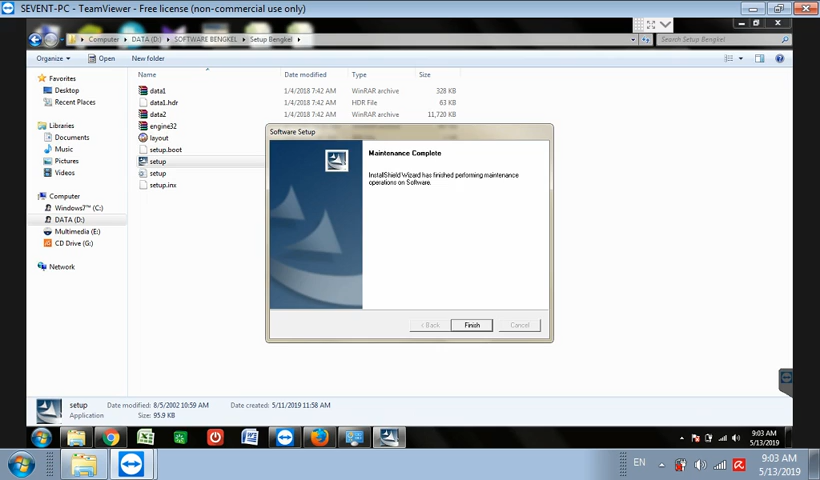 SEVENT-PC - TeamViewer - Free license (non-commercial use only)
Computer ▸ DATA (D:) ▸ SOFTWARE BENGKEL ▸ Setup Bengkel ▸
Search Setup Bengkel
Organize Open New folder
Favorites
Desktop
Recent Places
Libraries
Documents
Music
Pictures
Videos
Computer
Windows7™ (C:)
DATA (D:)
Multimedia (E:)
CD Drive (G:)
Network
Name Date modified Type Size
data1 1/4/2018 7:42 AM WinRAR archive 328 KB
data1.hdr 1/4/2018 7:42 AM HDR File 63 KB
data2 1/4/2018 7:42 AM WinRAR archive 11,720 KB
engine32
layout
setup.boot
setup
setup
setup.inx
Software Setup
Maintenance Complete
InstallShield Wizard has finished performing maintenance
operations on Software.
< Back Finish Cancel
setup Date modified: 8/5/2002 10:59 AM Date created: 5/11/2019 11:58 AM
Application Size: 95.9 KB
9:03 AM
5/13/2019
EN
9:03 AM
5/13/2019